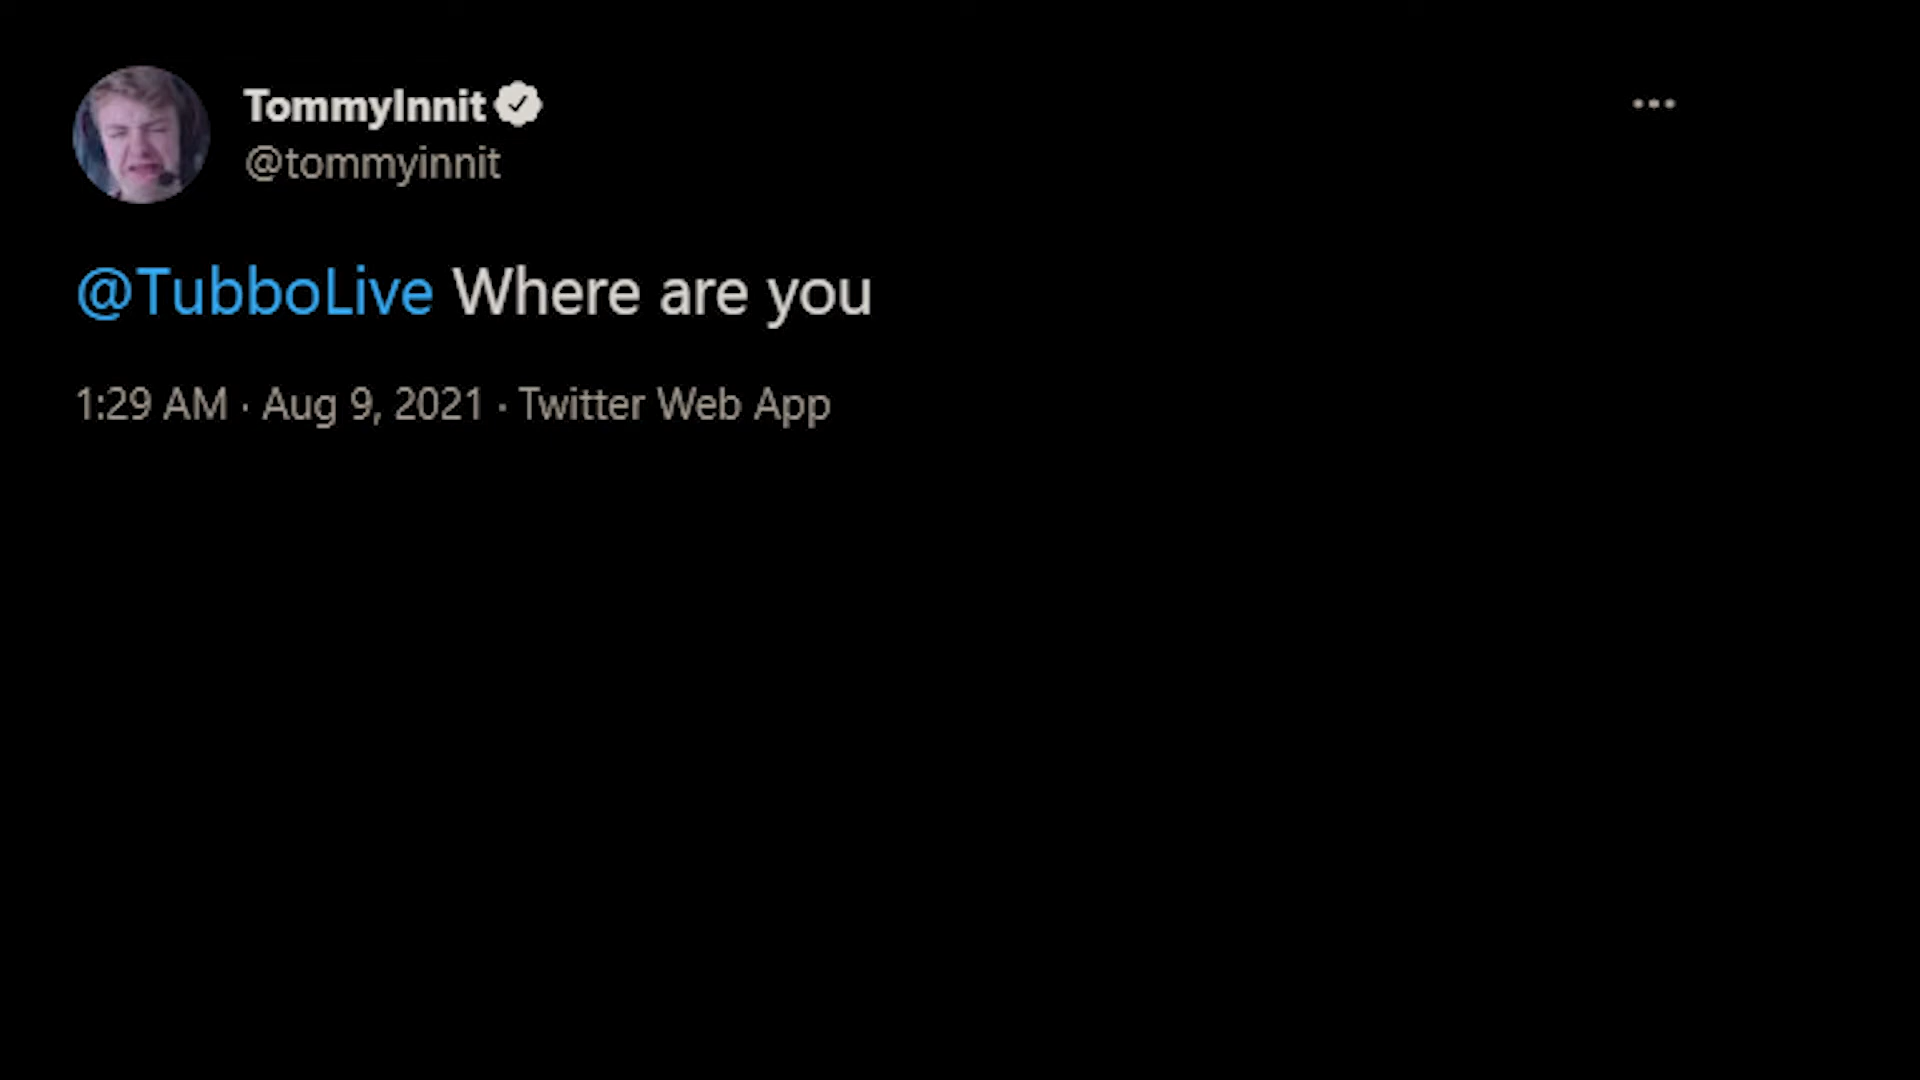 TommyInnit
@tommyinnit
@TubboLive Where are you
1:29 AM · Aug 9, 2021 · Twitter Web App